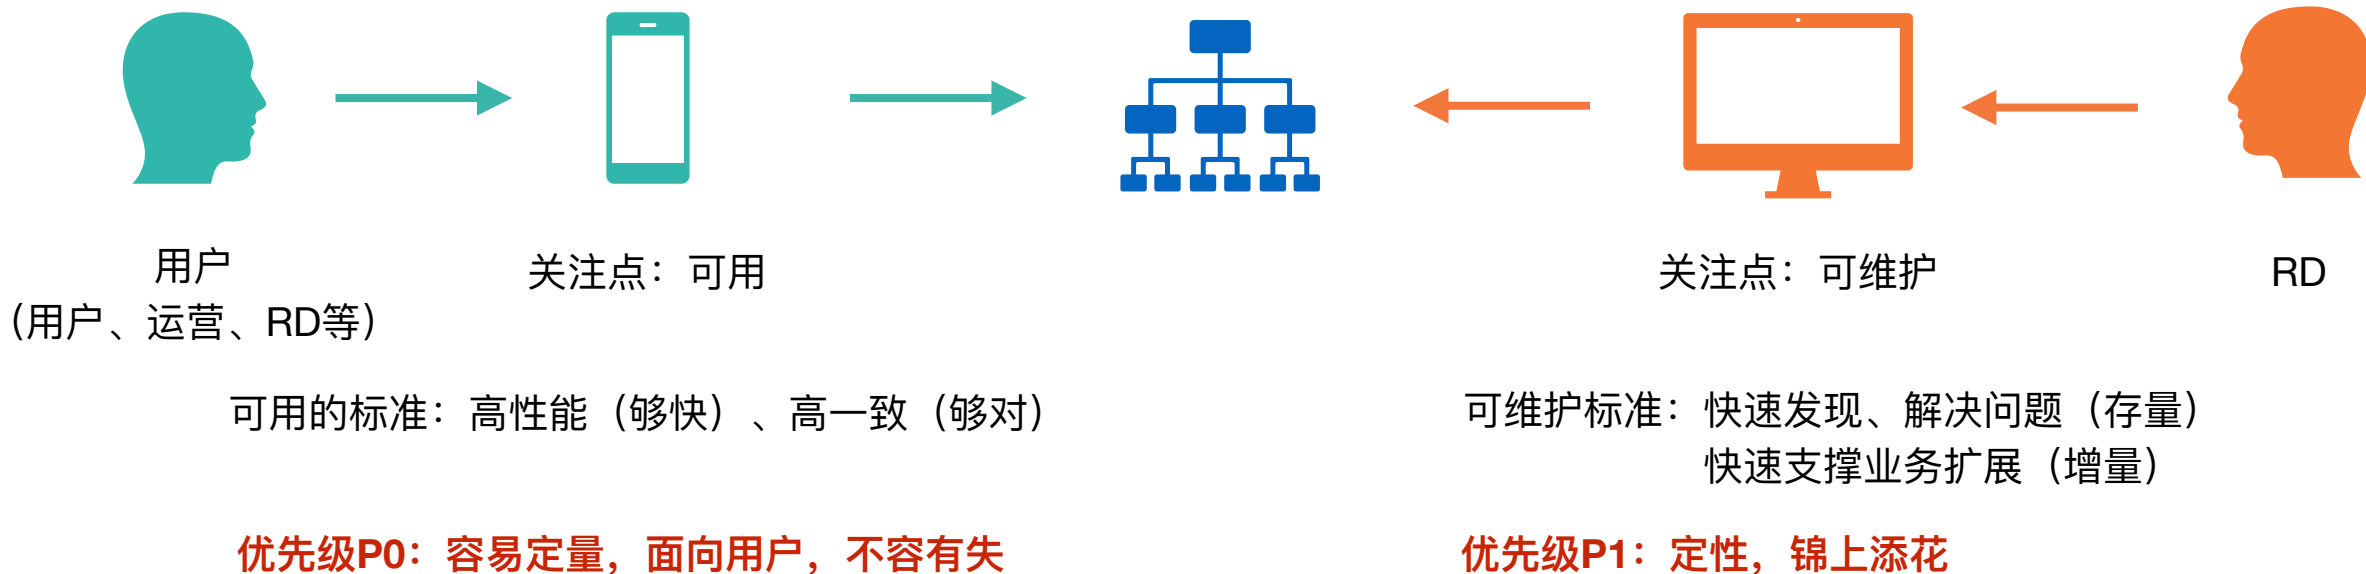 用户
（用户、运营、RD等）
关注点：可用
关注点：可维护
RD
可用的标准：高性能（够快）、高一致（够对）
可维护标准：快速发现、解决问题（存量）
快速支撑业务扩展（增量）
优先级P0：容易定量，面向用户，不容有失
优先级P1：定性，锦上添花